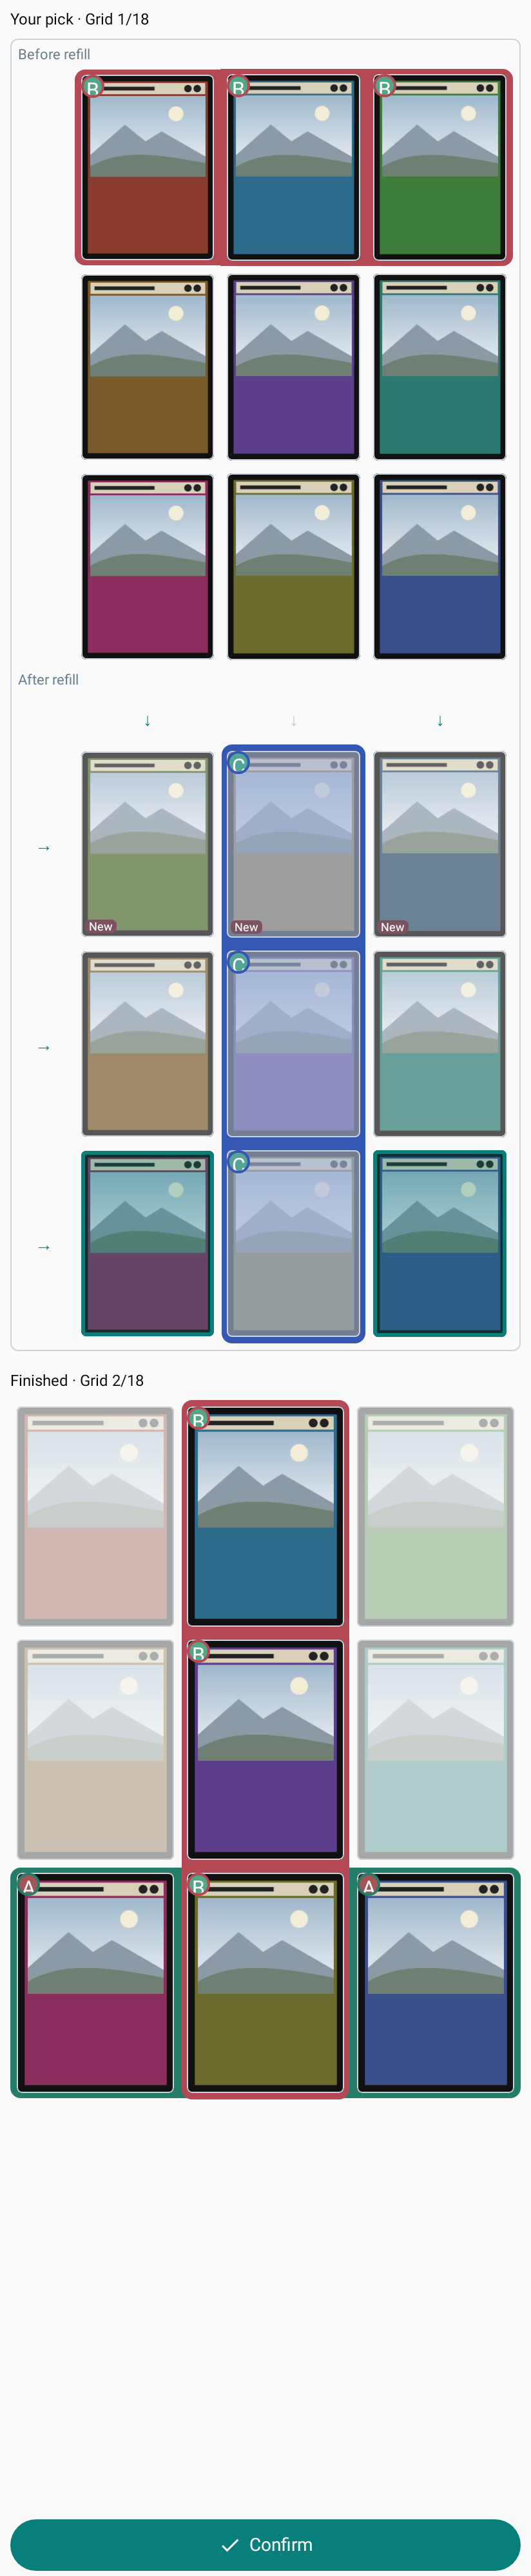 Your pick · Grid 1/18
Before refill
B B B
After refill
↓ ↓ ↓
→
C
New New New
→
C
→
C
Finished · Grid 2/18
B
B
A B A
Confirm